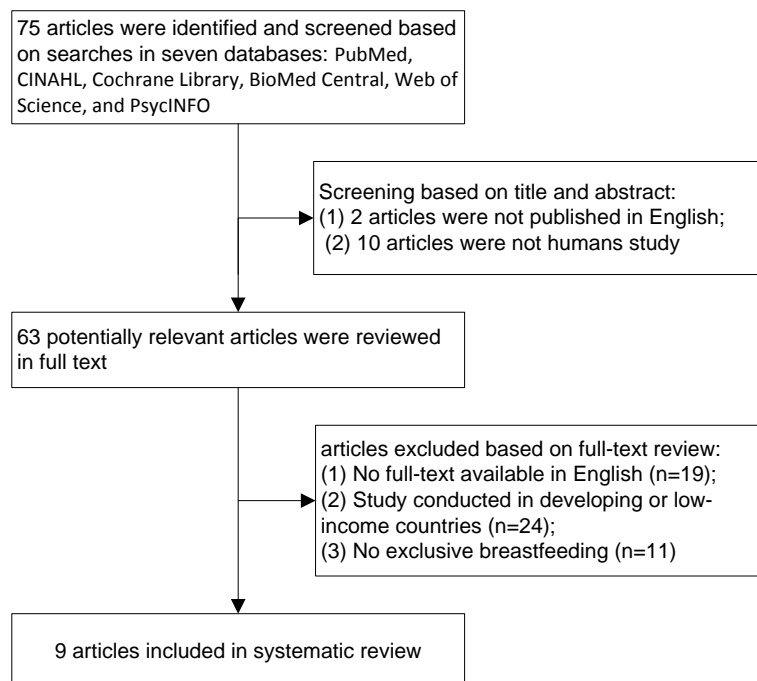 75 articles were identified and screened based
on searches in seven databases: PubMed,
CINAHL, Cochrane Library, BioMed Central, Web of
Science, and PsycINFO
Screening based on title and abstract:
(1) 2 articles were not published in English;
(2) 10 articles were not humans study
63 potentially relevant articles were reviewed
in full text
articles excluded based on full-text review:
(1) No full-text available in English (n=19);
(2) Study conducted in developing or low-
income countries (n=24);
(3) No exclusive breastfeeding (n=11)
9 articles included in systematic review